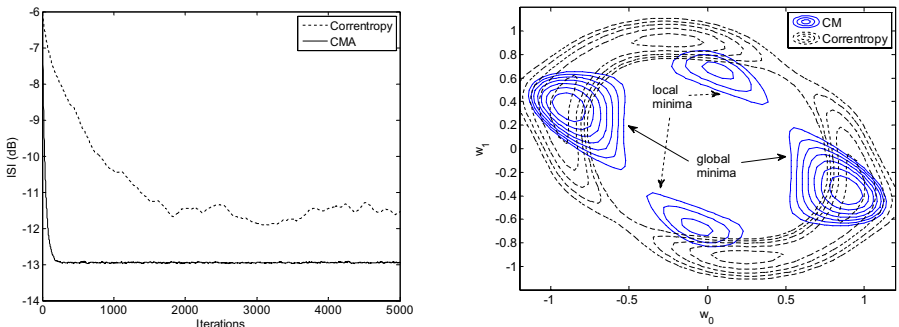 -6
-7
-8
-9
-10
-11
-12
-13
-14
0
1000
2000
3000
4000
5000
ISI (dB)
Iterations
Correntropy
CMA
1
0.8
0.6
0.4
0.2
0
-0.2
-0.4
-0.6
-0.8
-1
-1
-0.5
0
0.5
1
w1
w0
CM
Correntropy
local
minima
global
minima